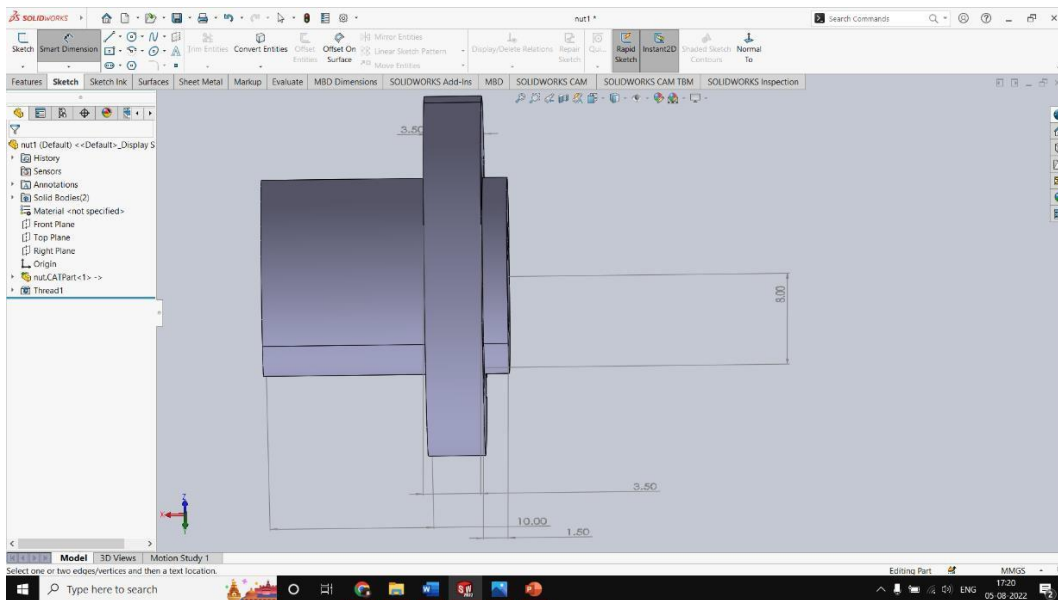 SOLIDWORKS
nut1 *
Search Commands
Sketch
Smart Dimension
Trim Entities
Convert Entities
Offset Entities
Offset On Surface
Mirror Entities
Linear Sketch Pattern
Move Entities
Display/Delete Relations
Repair Sketch
Qui...
Rapid Sketch
Instant2D
Shaded Sketch Contours
Normal To
Features Sketch Sketch Ink Surfaces Sheet Metal Markup Evaluate MBD Dimensions SOLIDWORKS Add-Ins MBD SOLIDWORKS CAM SOLIDWORKS CAM TBM SOLIDWORKS Inspection
nut1 (Default) <<Default>_Display S
History
Sensors
Annotations
Solid Bodies(2)
Material <not specified>
Front Plane
Top Plane
Right Plane
Origin
nut.CATPart<1> ->
Thread1
3.50
8.00
3.50
10.00
1.50
Z
X
Y
Model 3D Views Motion Study 1
Select one or two edges/vertices and then a text location.
Editing Part
MMGS
Type here to search
ENG
17:20
05-08-2022